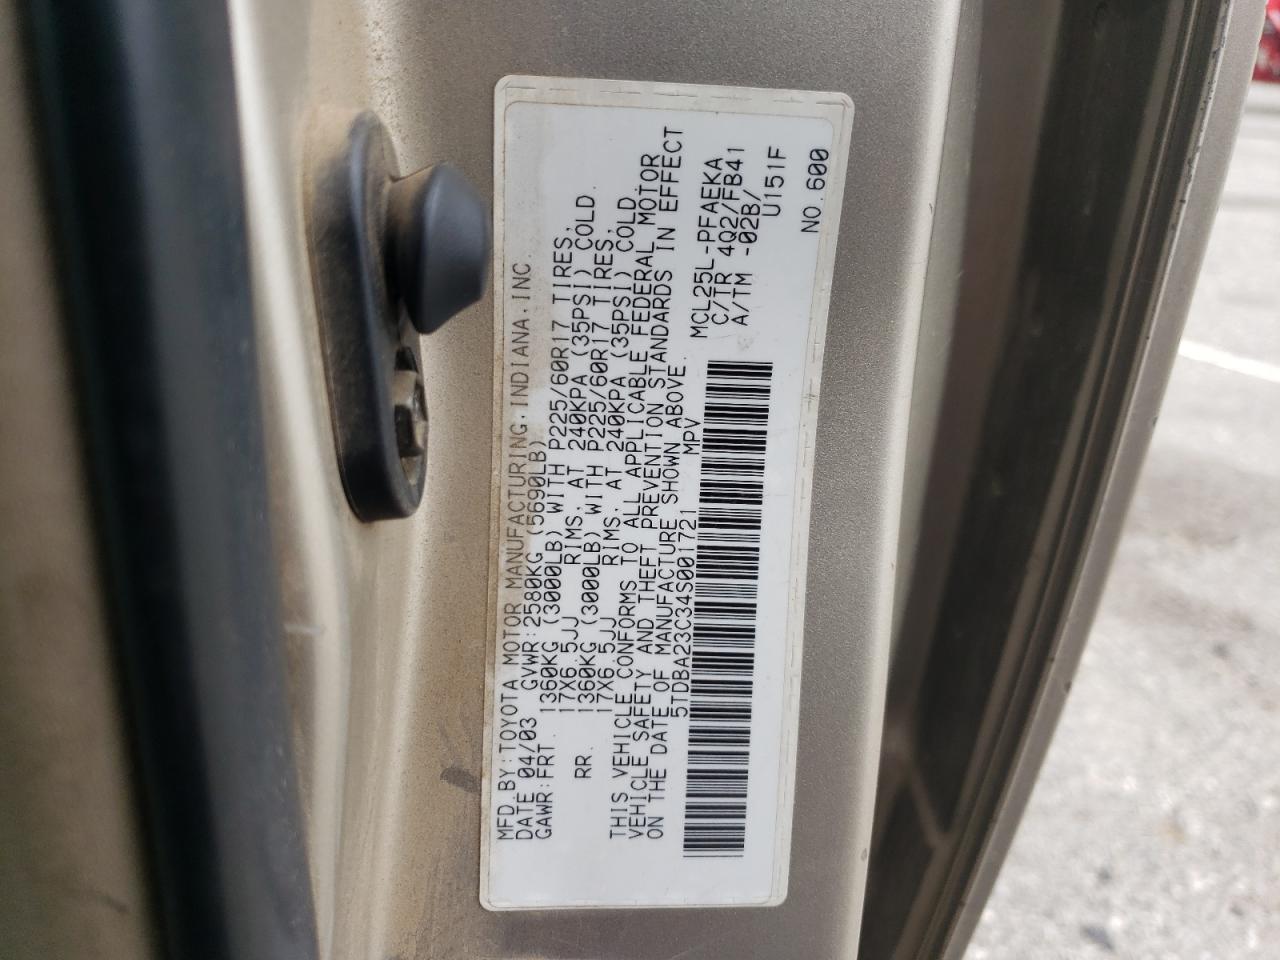 MFD.BY:TOYOTA MOTOR MANUFACTURING,INDIANA,INC.
DATE 04/03 GVWR:2580KG (5690LB)
GAWR:FRT. 1360KG (3000LB) WITH P225/60R17 TIRES,
17X6.5JJ RIMS, AT 240KPA (35PSI) COLD.
RR. 1360KG (3000LB) WITH P225/60R17 TIRES,
17X6.5JJ RIMS, AT 240KPA (35PSI) COLD.
THIS VEHICLE CONFORMS TO ALL APPLICABLE FEDERAL MOTOR
VEHICLE SAFETY AND THEFT PREVENTION STANDARDS IN EFFECT
ON THE DATE OF MANUFACTURE SHOWN ABOVE.
5TDBA23C34S001721 MPV
MCL25L-PFAEKA
C/TR 4Q2/FB41
A/TM -02B/
U151F
NO.600